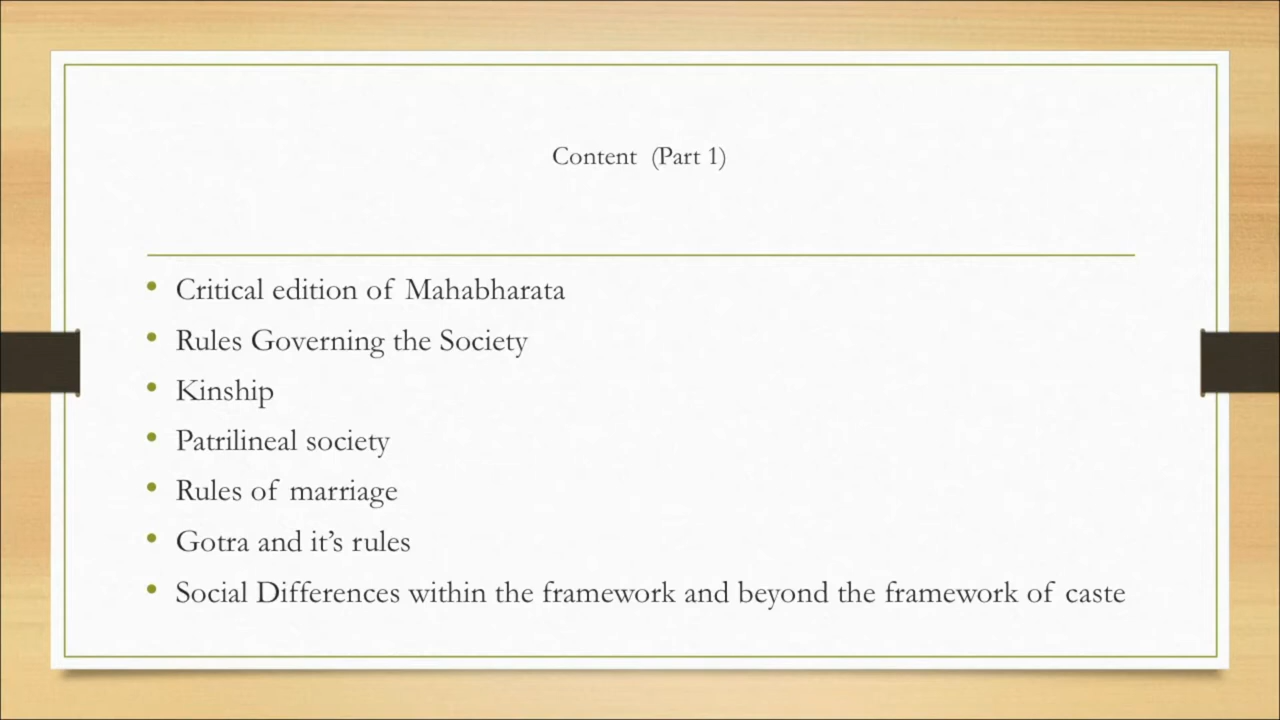 Content (Part 1)
• Critical edition of Mahabharata
• Rules Governing the Society
• Kinship
• Patrilineal society
• Rules of marriage
• Gotra and it’s rules
• Social Differences within the framework and beyond the framework of caste